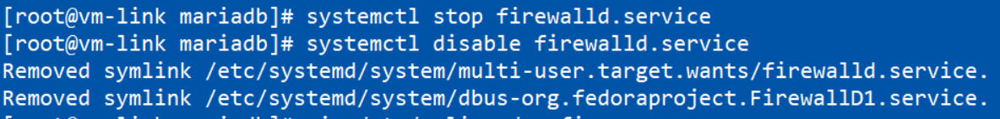 [root@vm-link mariadb]# systemctl stop firewalld.service
[root@vm-link mariadb]# systemctl disable firewalld.service
Removed symlink /etc/systemd/system/multi-user.target.wants/firewalld.service.
Removed symlink /etc/systemd/system/dbus-org.fedoraproject.FirewallD1.service.